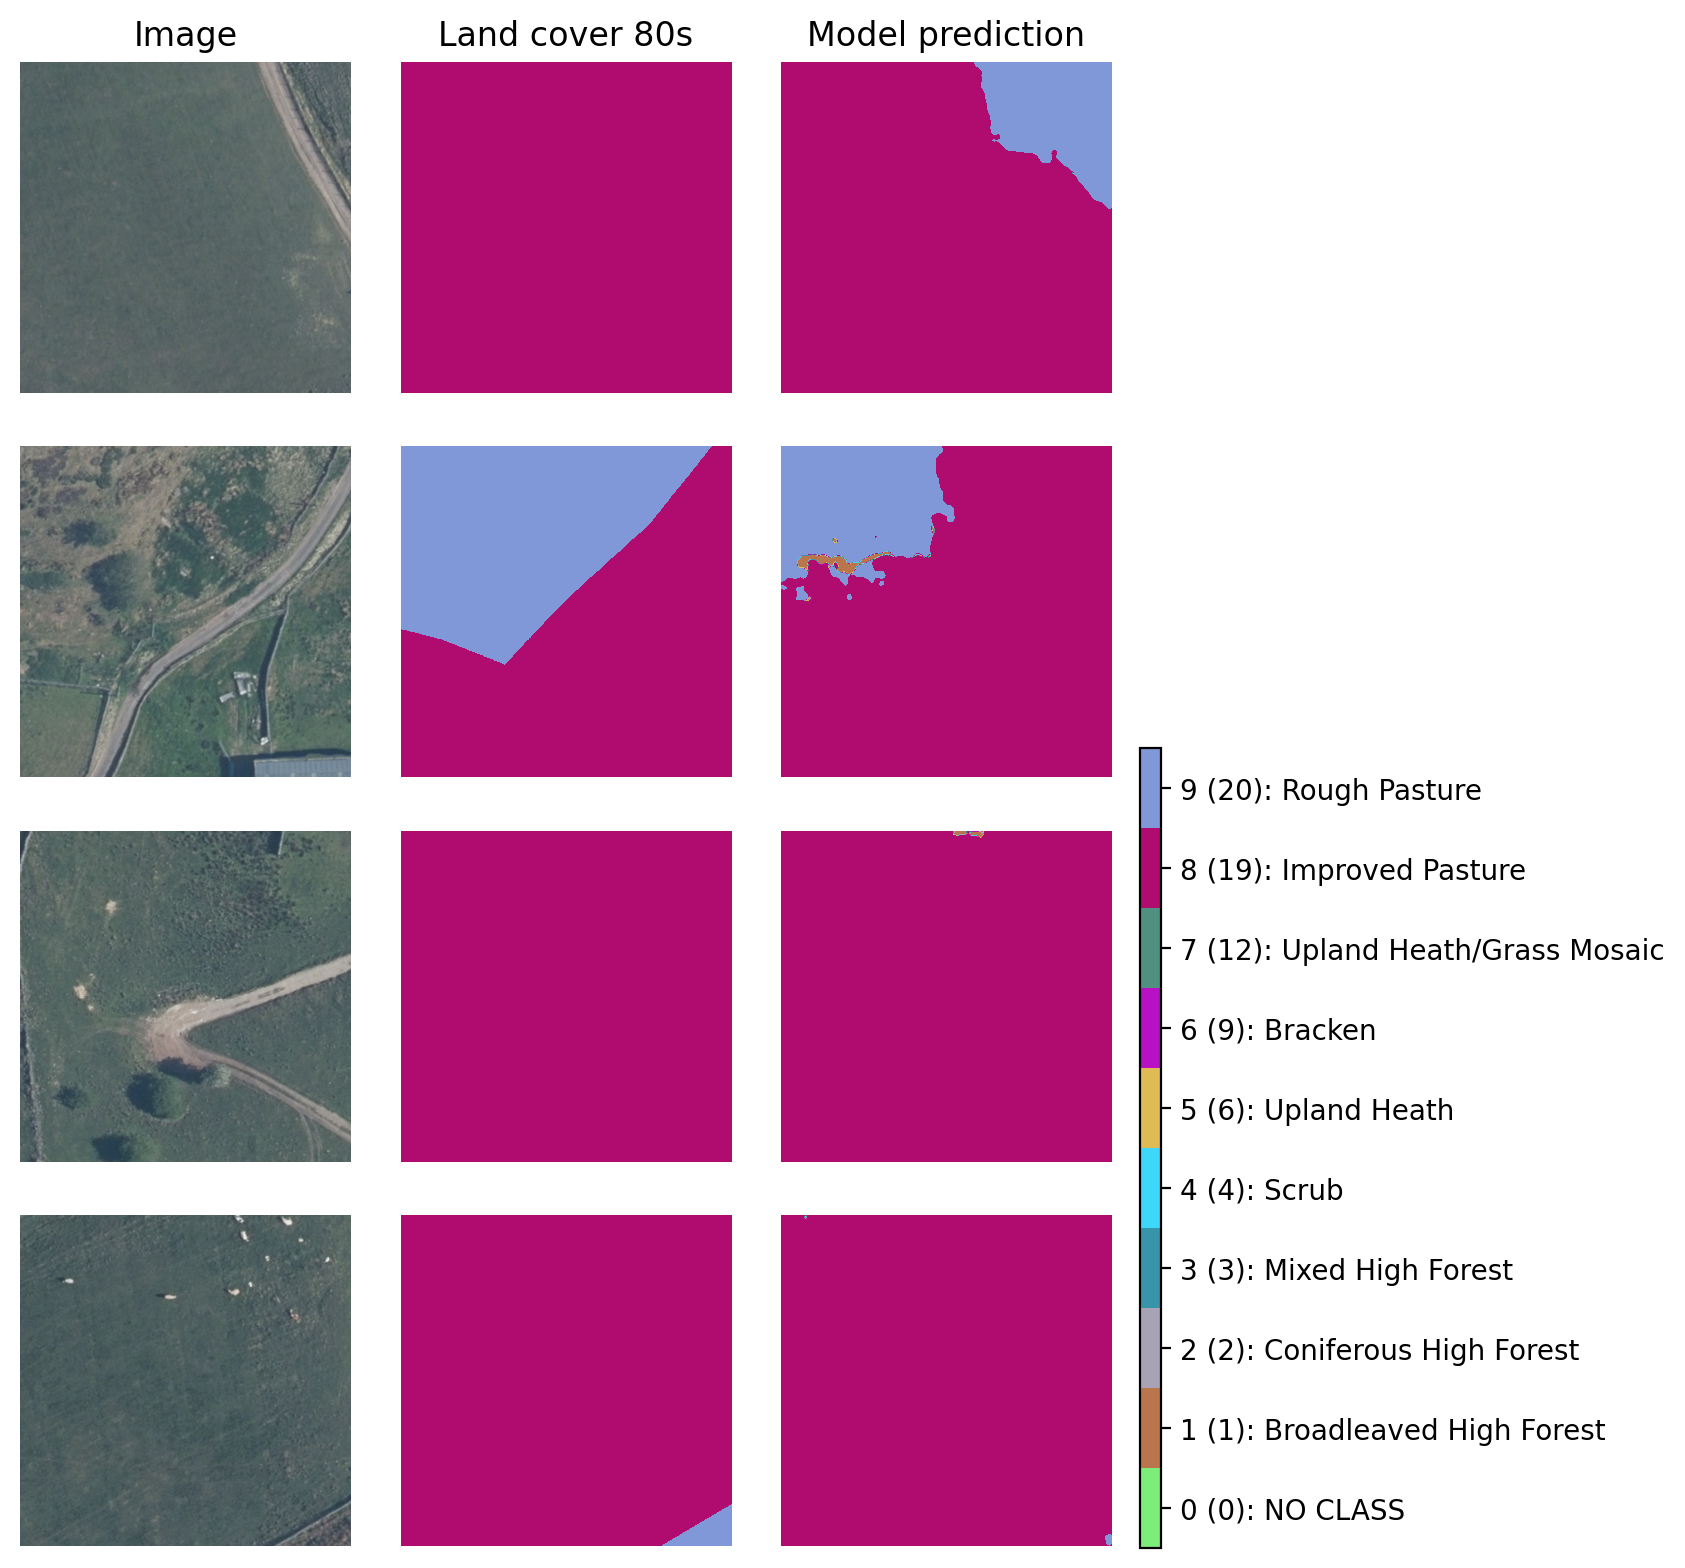 Image
Land cover 80s
Model prediction
9 (20): Rough Pasture
8 (19): Improved Pasture
7 (12): Upland Heath/Grass Mosaic
6 (9): Bracken
5 (6): Upland Heath
4 (4): Scrub
3 (3): Mixed High Forest
2 (2): Coniferous High Forest
1 (1): Broadleaved High Forest
0 (0): NO CLASS